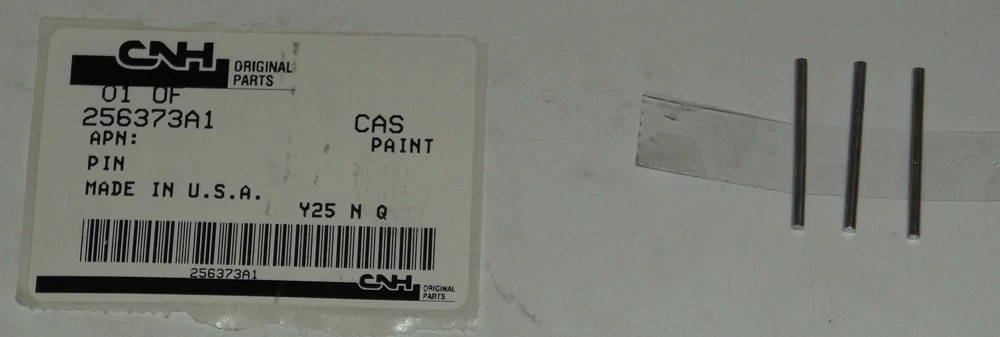 CNH ORIGINAL
PARTS
01 OF
256373A1
CAS
APN:
PAINT
PIN
MADE IN U.S.A.
Y25 N Q
256373A1
CNH ORIGINAL
PARTS